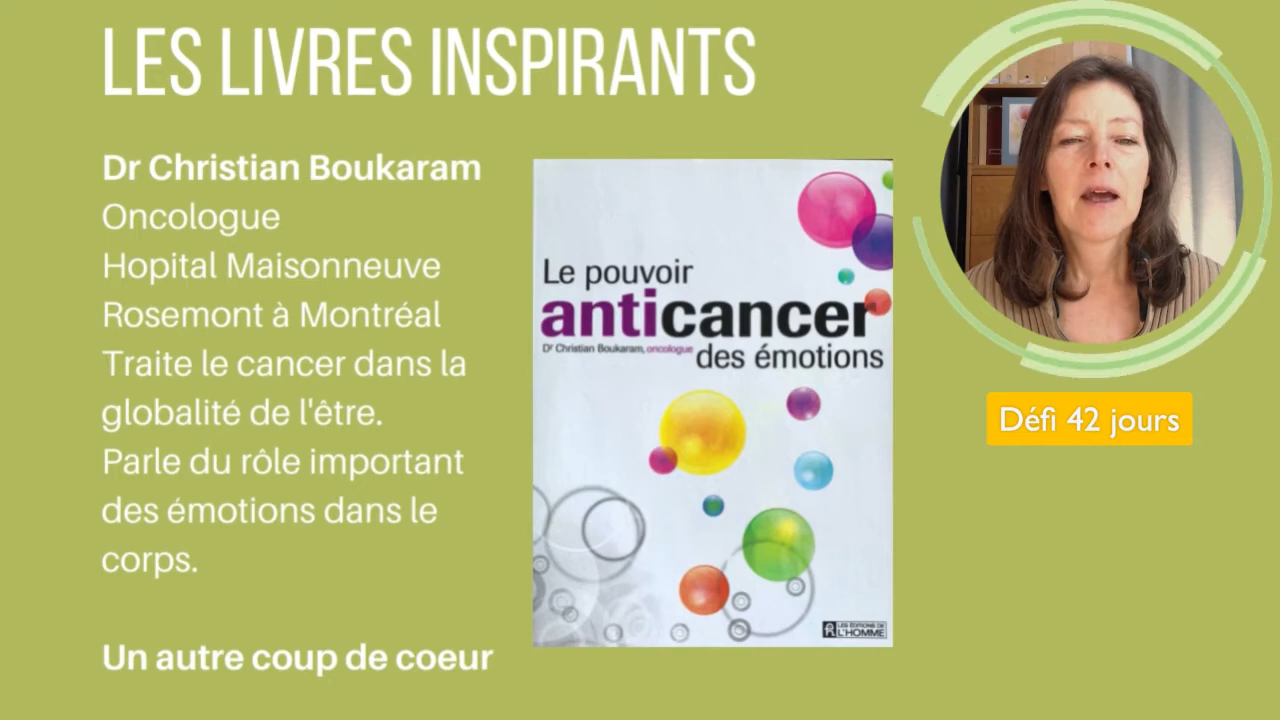 LES LIVRES INSPIRANTS
Dr Christian Boukaram
Oncologue
Hopital Maisonneuve
Rosemont à Montréal
Traite le cancer dans la
globalité de l'être.
Parle du rôle important
des émotions dans le
corps.
Un autre coup de coeur
Le pouvoir
anticancer
Dr Christian Boukaram, oncologue
des émotions
LES ÉDITIONS DE
L'HOMME
Défi 42 jours